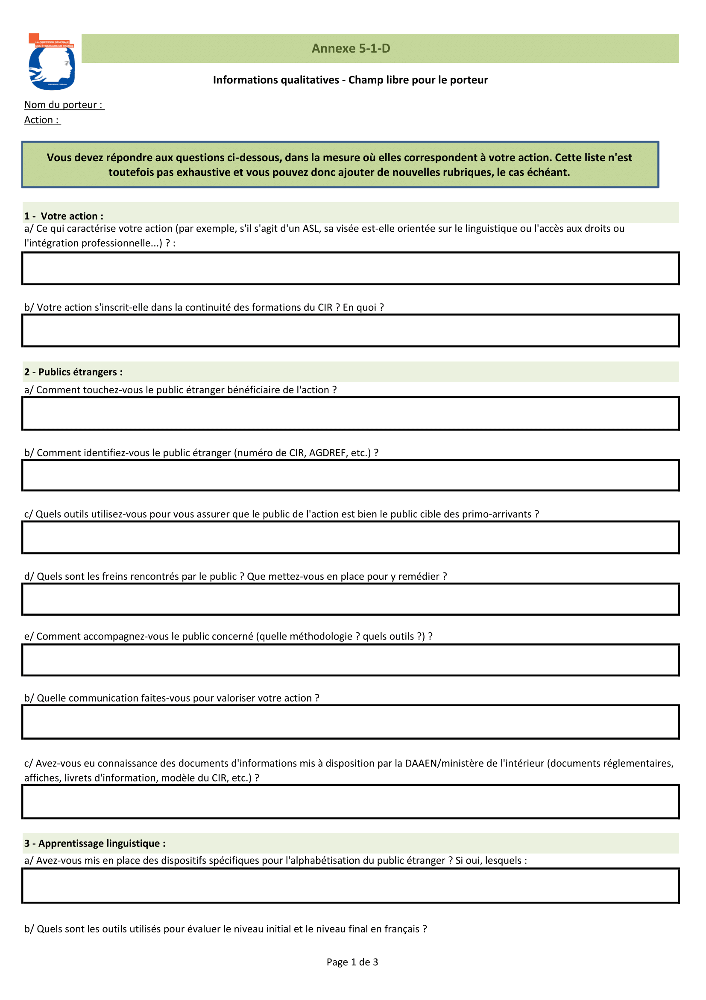 LA DIRECTION GÉNÉRALE
DES ÉTRANGERS EN FRANCE
Ministère de l'Intérieur
Annexe 5-1-D
Informations qualitatives - Champ libre pour le porteur
Nom du porteur :
Action :
Vous devez répondre aux questions ci-dessous, dans la mesure où elles correspondent à votre action. Cette liste n'est
toutefois pas exhaustive et vous pouvez donc ajouter de nouvelles rubriques, le cas échéant.
1 -  Votre action :
a/ Ce qui caractérise votre action (par exemple, s'il s'agit d'un ASL, sa visée est-elle orientée sur le linguistique ou l'accès aux droits ou
l'intégration professionnelle...) ? :
b/ Votre action s'inscrit-elle dans la continuité des formations du CIR ? En quoi ?
2 - Publics étrangers :
a/ Comment touchez-vous le public étranger bénéficiaire de l'action ?
b/ Comment identifiez-vous le public étranger (numéro de CIR, AGDREF, etc.) ?
c/ Quels outils utilisez-vous pour vous assurer que le public de l'action est bien le public cible des primo-arrivants ?
d/ Quels sont les freins rencontrés par le public ? Que mettez-vous en place pour y remédier ?
e/ Comment accompagnez-vous le public concerné (quelle méthodologie ? quels outils ?) ?
b/ Quelle communication faites-vous pour valoriser votre action ?
c/ Avez-vous eu connaissance des documents d'informations mis à disposition par la DAAEN/ministère de l'intérieur (documents réglementaires,
affiches, livrets d'information, modèle du CIR, etc.) ?
3 - Apprentissage linguistique :
a/ Avez-vous mis en place des dispositifs spécifiques pour l'alphabétisation du public étranger ? Si oui, lesquels :
b/ Quels sont les outils utilisés pour évaluer le niveau initial et le niveau final en français ?
Page 1 de 3